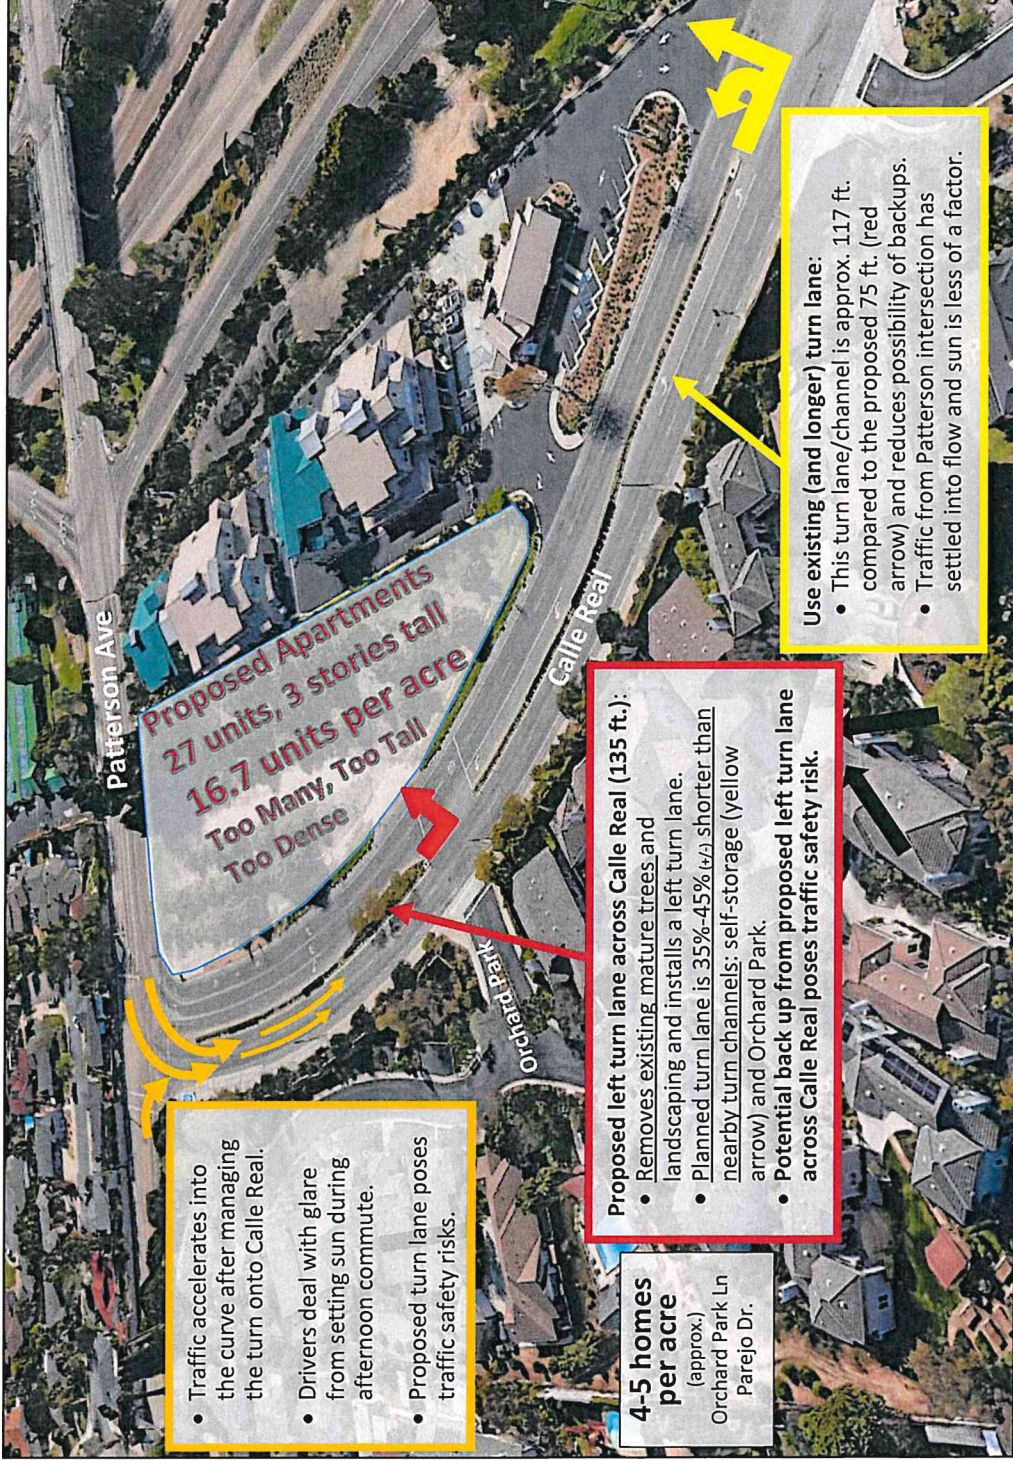 Patterson Ave
Proposed Apartments
27 units, 3 stories tall
16.7 units per acre
Too Many, Too Tall
Too Dense
Calle Real
Orchard Park
• Traffic accelerates into
the curve after managing
the turn onto Calle Real.
• Drivers deal with glare
from setting sun during
afternoon commute.
• Proposed turn lane poses
traffic safety risks.
4-5 homes
per acre
(approx.)
Orchard Park Ln
Parejo Dr.
Proposed left turn lane across Calle Real (135 ft.):
• Removes existing mature trees and
landscaping and installs a left turn lane.
• Planned turn lane is 35%-45% (+/-) shorter than
nearby turn channels: self-storage (yellow
arrow) and Orchard Park.
• Potential back up from proposed left turn lane
across Calle Real poses traffic safety risk.
Use existing (and longer) turn lane:
• This turn lane/channel is approx. 117 ft.
compared to the proposed 75 ft. (red
arrow) and reduces possibility of backups.
• Traffic from Patterson intersection has
settled into flow and sun is less of a factor.